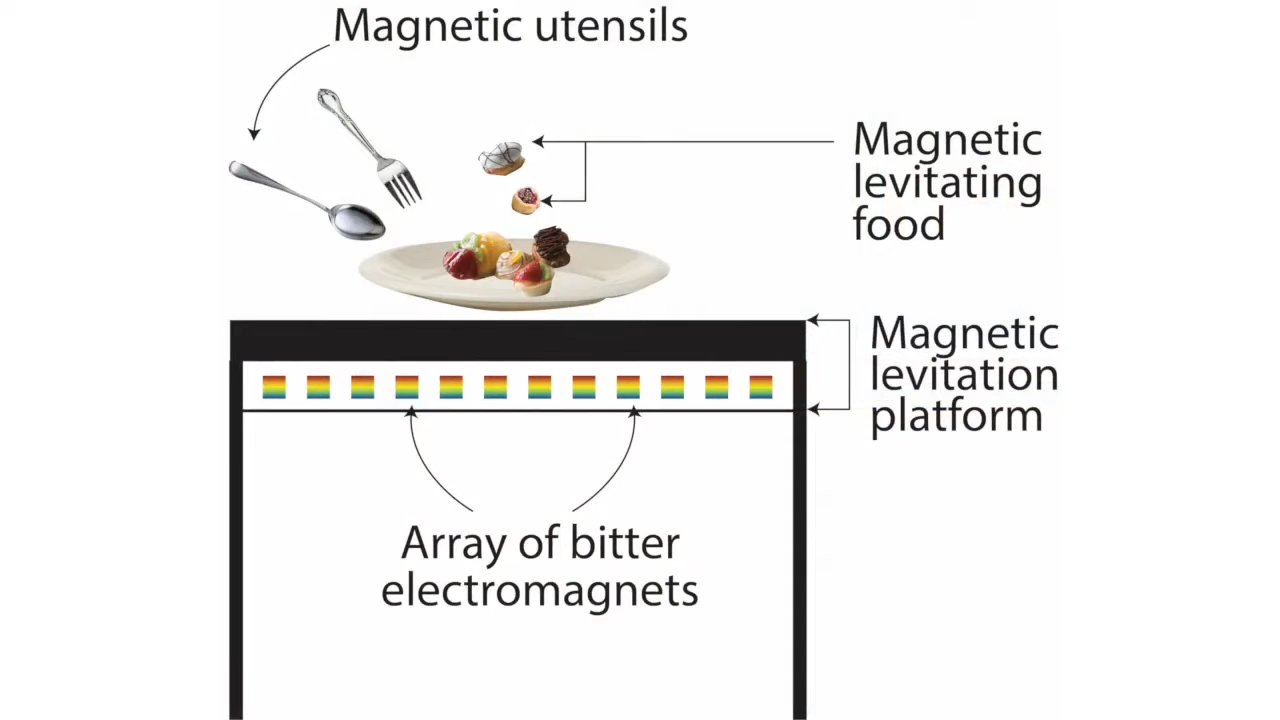 Magnetic utensils
Magnetic
levitating
food
Magnetic
levitation
platform
Array of bitter
electromagnets